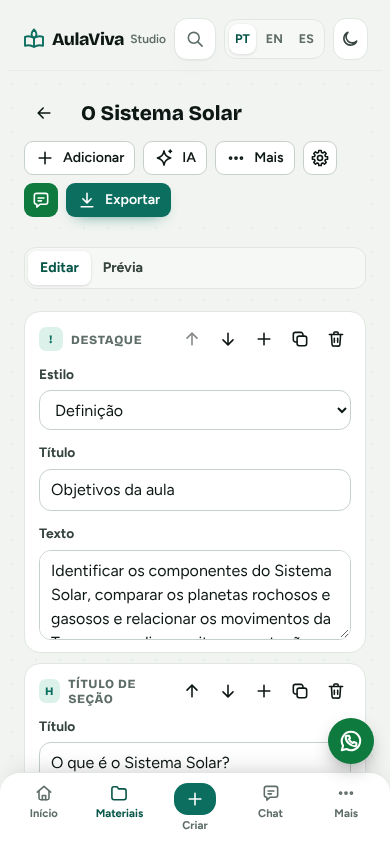 AulaViva Studio
PT EN ES
O Sistema Solar
Adicionar IA Mais
Exportar
Editar Prévia
! DESTAQUE
Estilo
Definição
Título
Objetivos da aula
Texto
Identificar os componentes do Sistema
Solar, comparar os planetas rochosos e
gasosos e relacionar os movimentos da
H TÍTULO DE
SEÇÃO
Título
O que é o Sistema Solar?
Início Materiais Criar Chat Mais